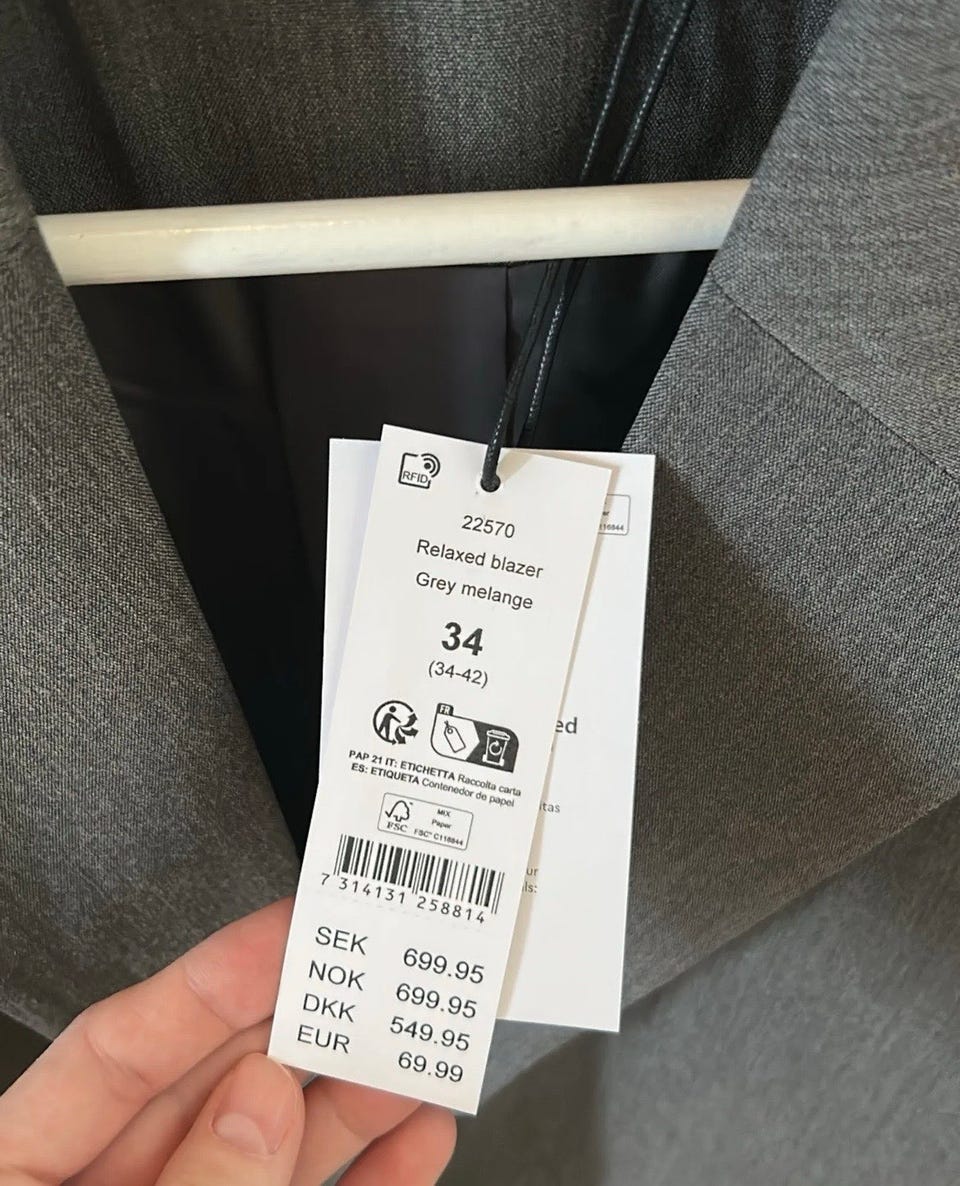 RFID
22570
Relaxed blazer
Grey melange
34
(34-42)
FR
PAP 21 IT: ETICHETTA Raccolta carta
ES: ETIQUETA Contenedor de papel
FSC
MIX
Paper
FSC® C116844
7 314131 258814
SEK 699.95
NOK 699.95
DKK 549.95
EUR 69.99